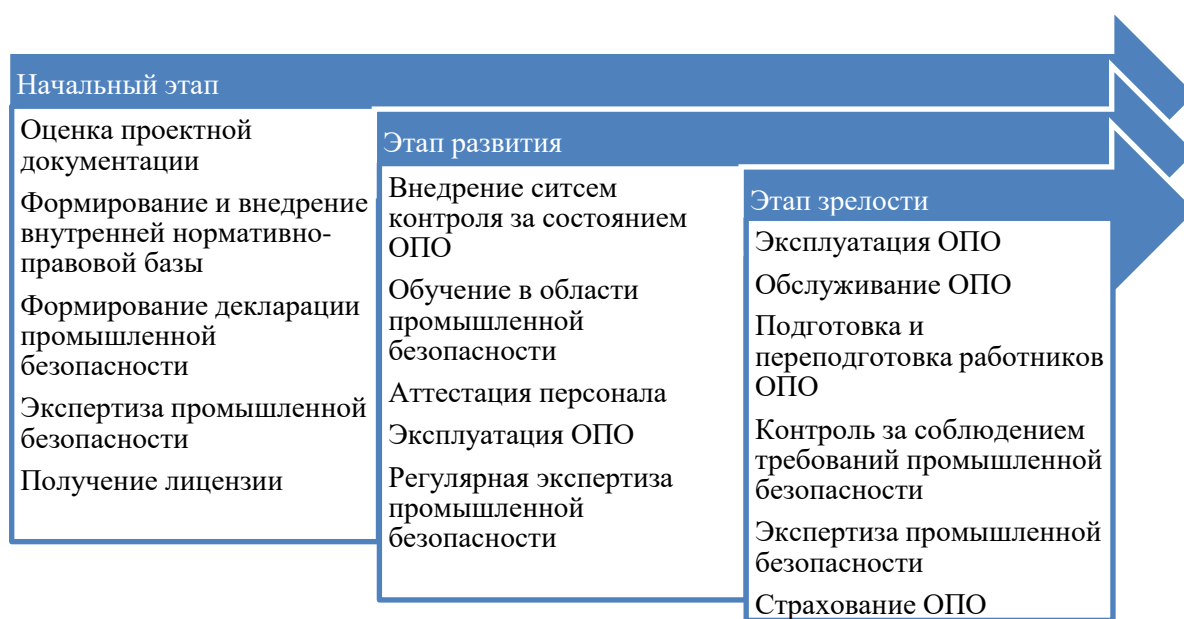 Начальный этап
Оценка проектной
документации
Формирование и внедрение
внутренней нормативно-
правовой базы
Формирование декларации
промышленной
безопасности
Экспертиза промышленной
безопасности
Получение лицензии
Этап развития
Внедрение ситсем
контроля за состоянием
ОПО
Обучение в области
промышленной
безопасности
Аттестация персонала
Эксплуатация ОПО
Регулярная экспертиза
промышленной
безопасности
Этап зрелости
Эксплуатация ОПО
Обслуживание ОПО
Подготовка и
переподготовка работников
ОПО
Контроль за соблюдением
требований промышленной
безопасности
Экспертиза промышленной
безопасности
Страхование ОПО